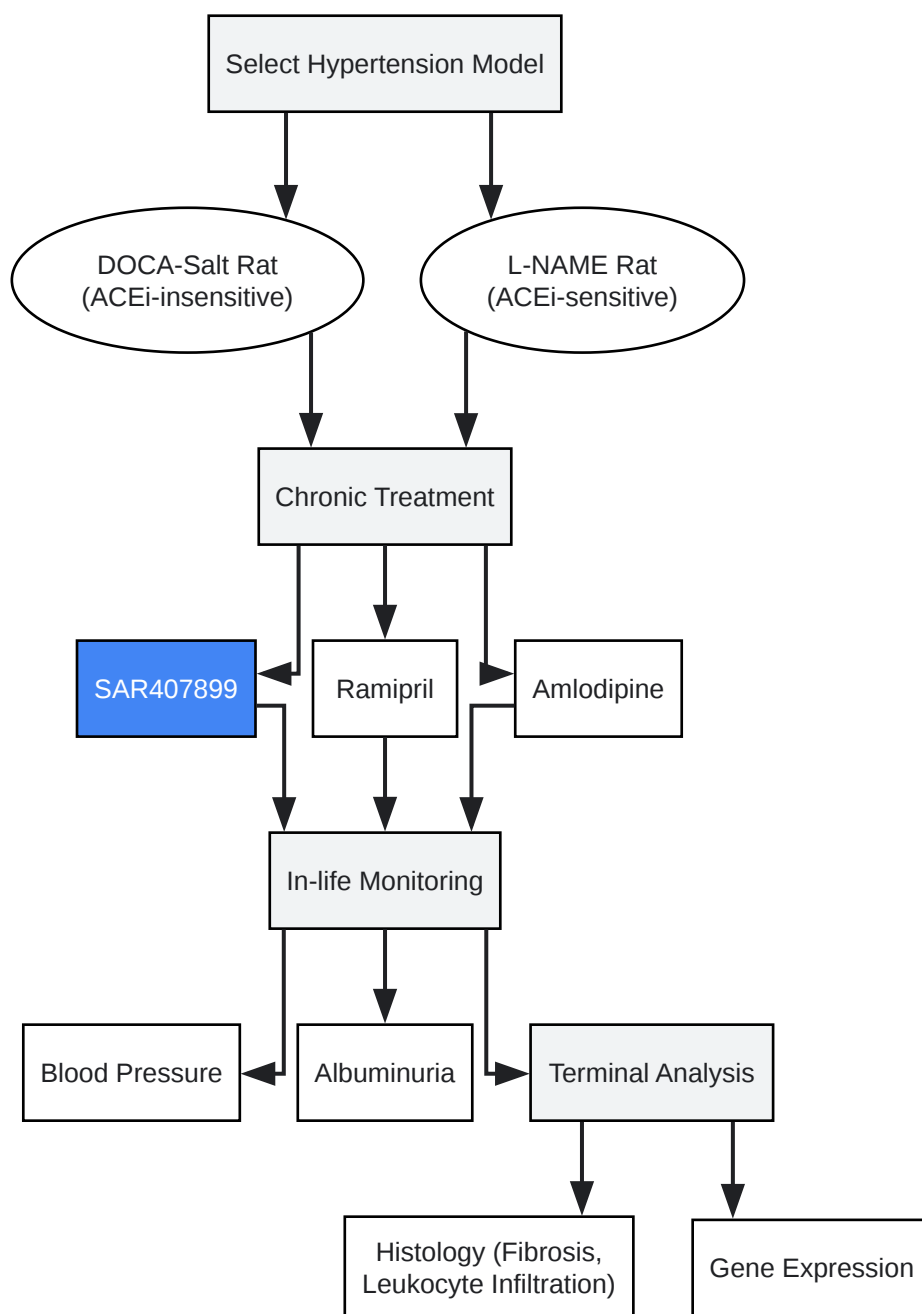 Select Hypertension Model
DOCA-Salt Rat
(ACEi-insensitive)
L-NAME Rat
(ACEi-sensitive)
Chronic Treatment
SAR407899
Ramipril
Amlodipine
In-life Monitoring
Blood Pressure
Albuminuria
Terminal Analysis
Histology (Fibrosis,
Leukocyte Infiltration)
Gene Expression